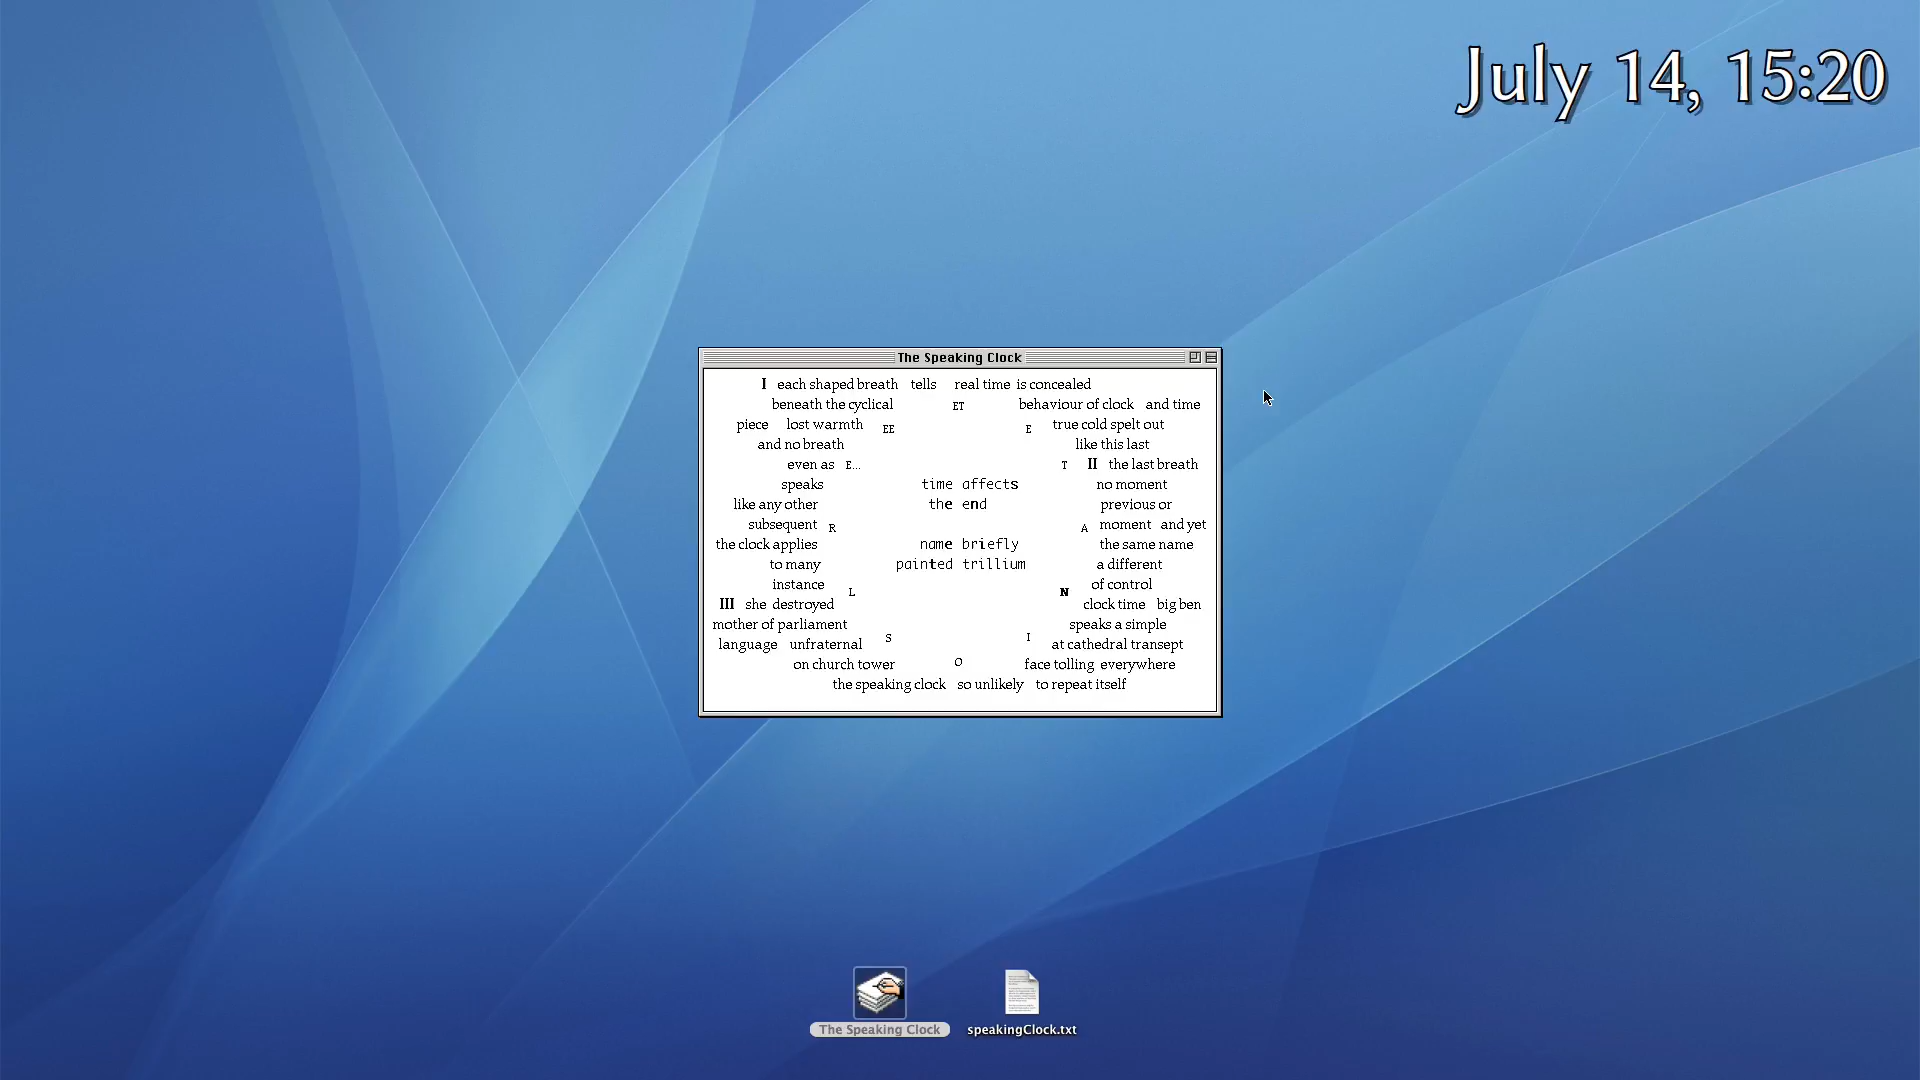 July 14, 15:20
The Speaking Clock
I each shaped breath tells real time is concealed
beneath the cyclical ET behaviour of clock and time
piece lost warmth EE E true cold spelt out
and no breath like this last
even as E... T II the last breath
speaks time affects no moment
like any other the end previous or
subsequent R A moment and yet
the clock applies name briefly the same name
to many painted trillium a different
instance L N of control
III she destroyed clock time big ben
mother of parliament speaks a simple
language unfraternal S I at cathedral transept
on church tower O face tolling everywhere
the speaking clock so unlikely to repeat itself
The Speaking Clock speakingClock.txt